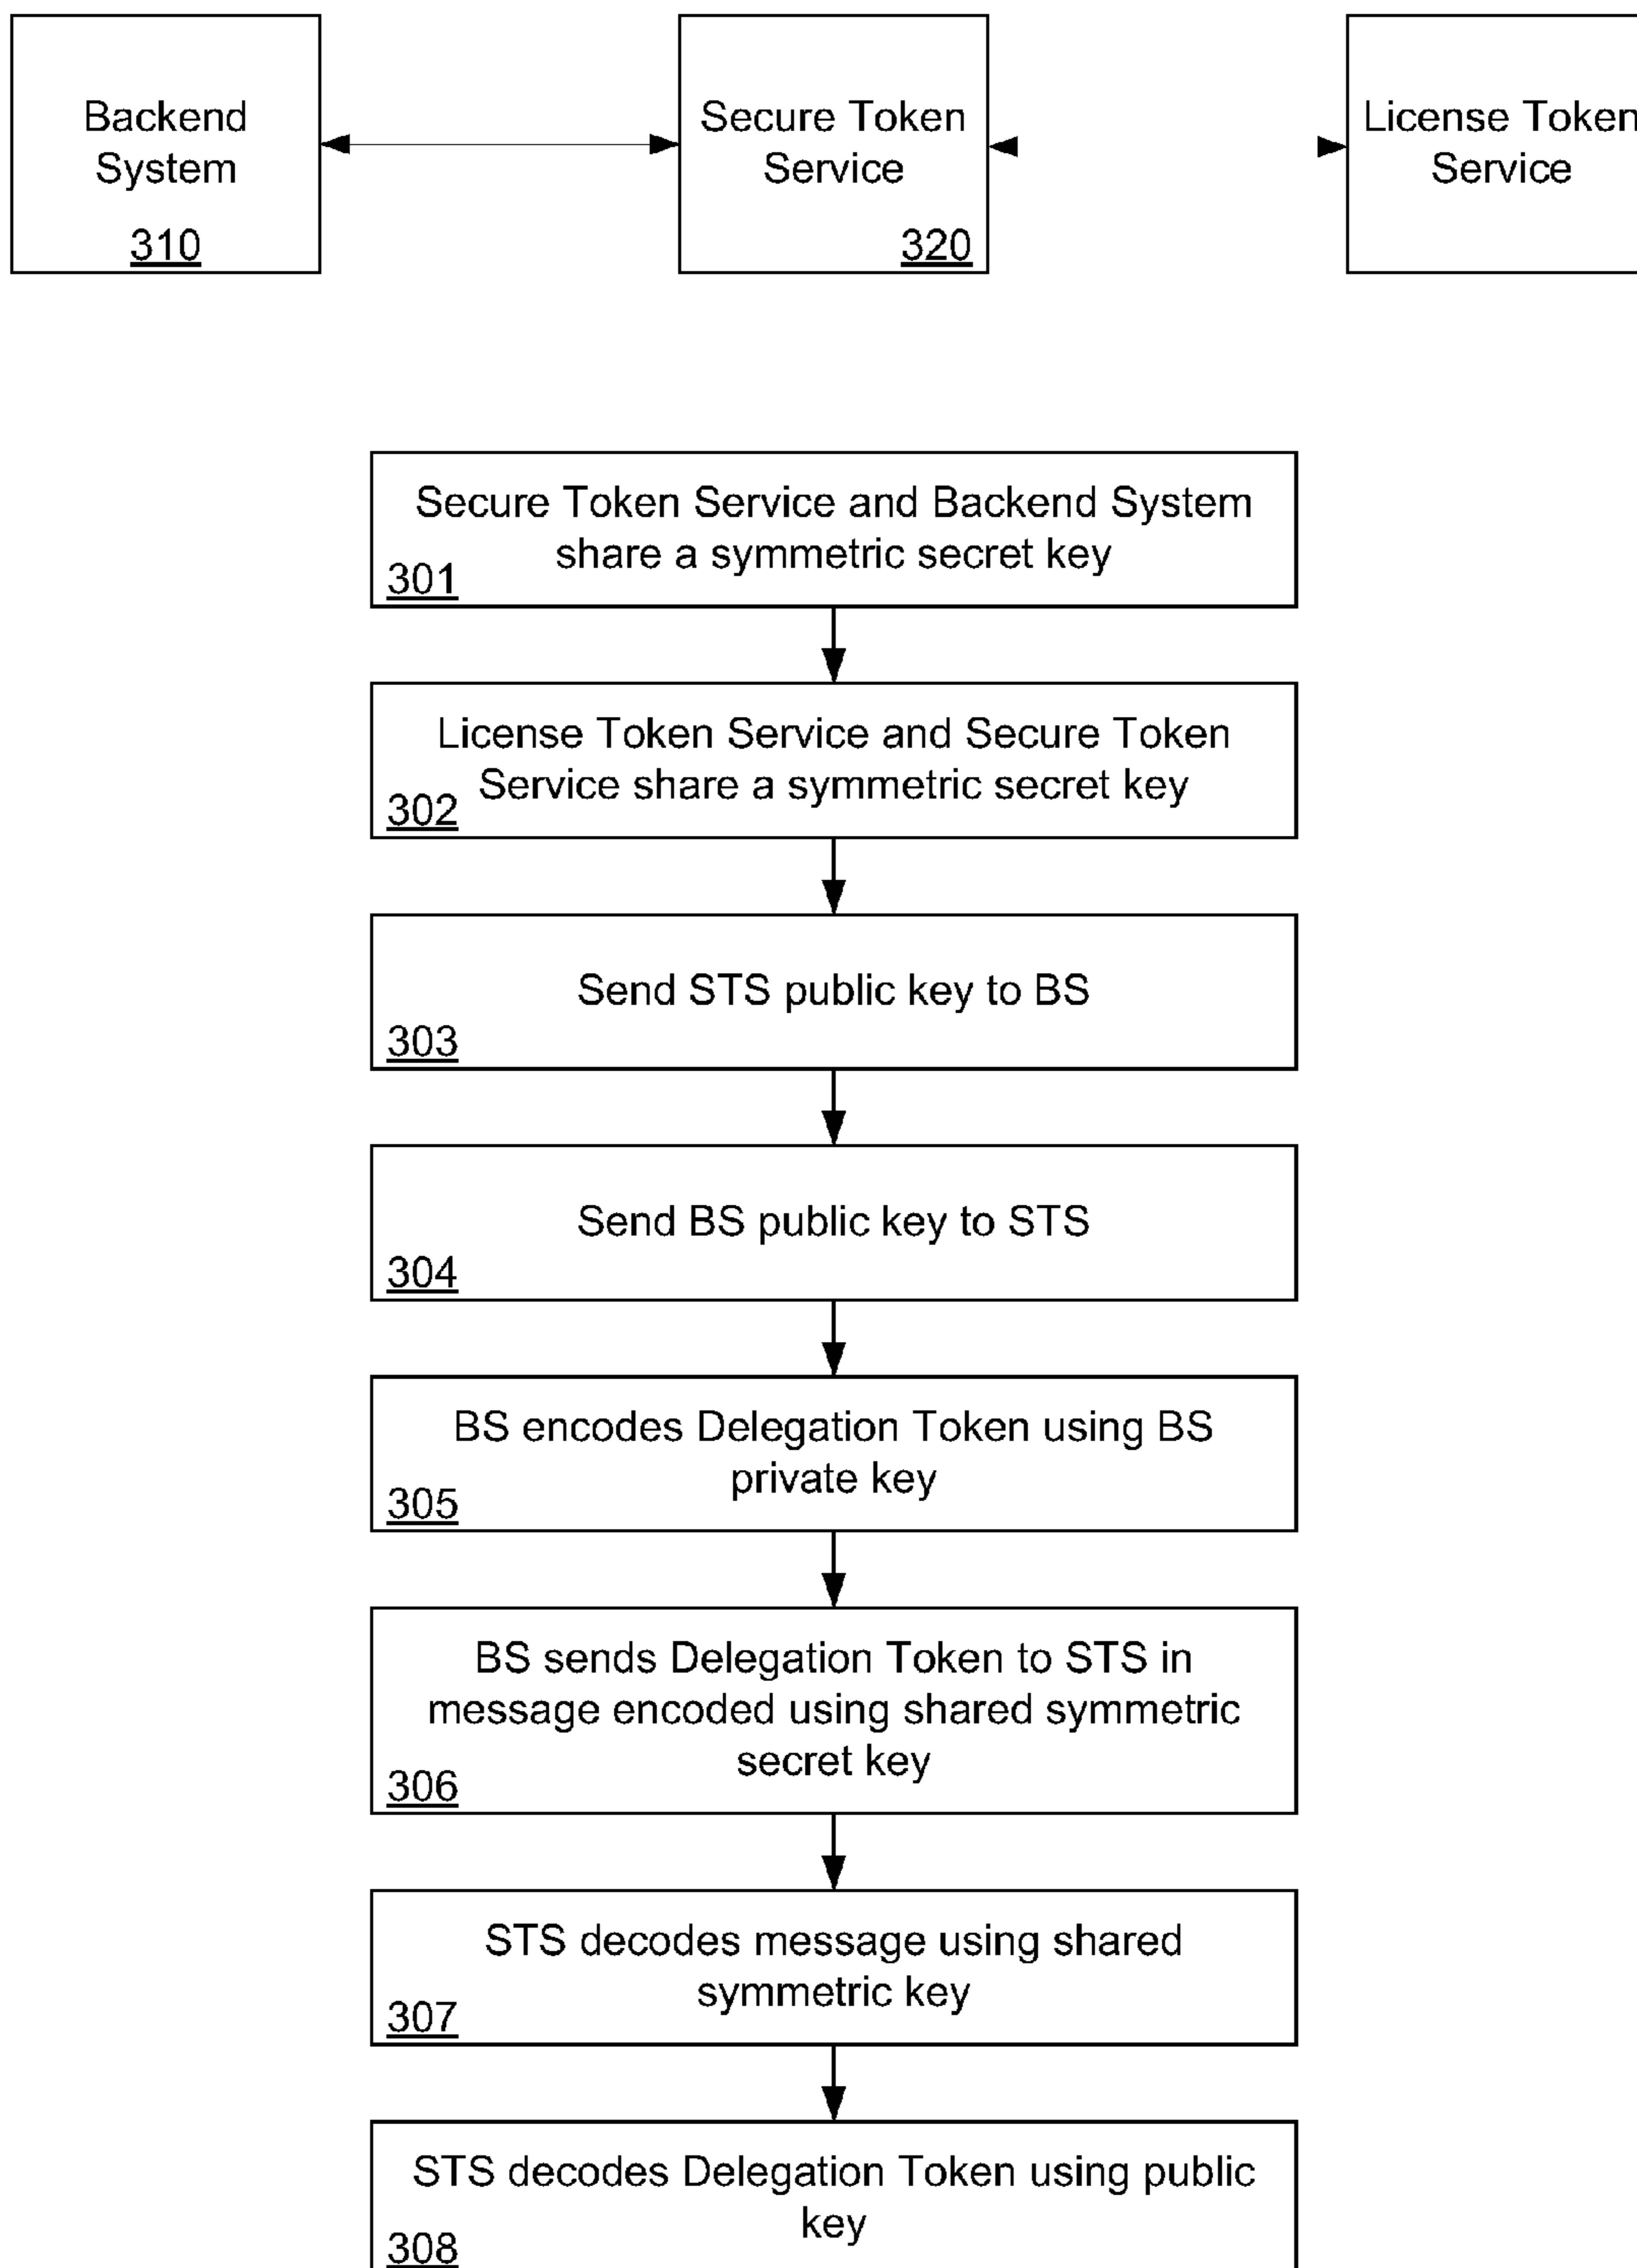 Backend
System
310
Secure Token
Service
320
License Token
Service
Secure Token Service and Backend System
share a symmetric secret key
301
License Token Service and Secure Token
Service share a symmetric secret key
302
Send STS public key to BS
303
Send BS public key to STS
304
BS encodes Delegation Token using BS
private key
305
BS sends Delegation Token to STS in
message encoded using shared symmetric
secret key
306
STS decodes message using shared
symmetric key
307
STS decodes Delegation Token using public
key
308